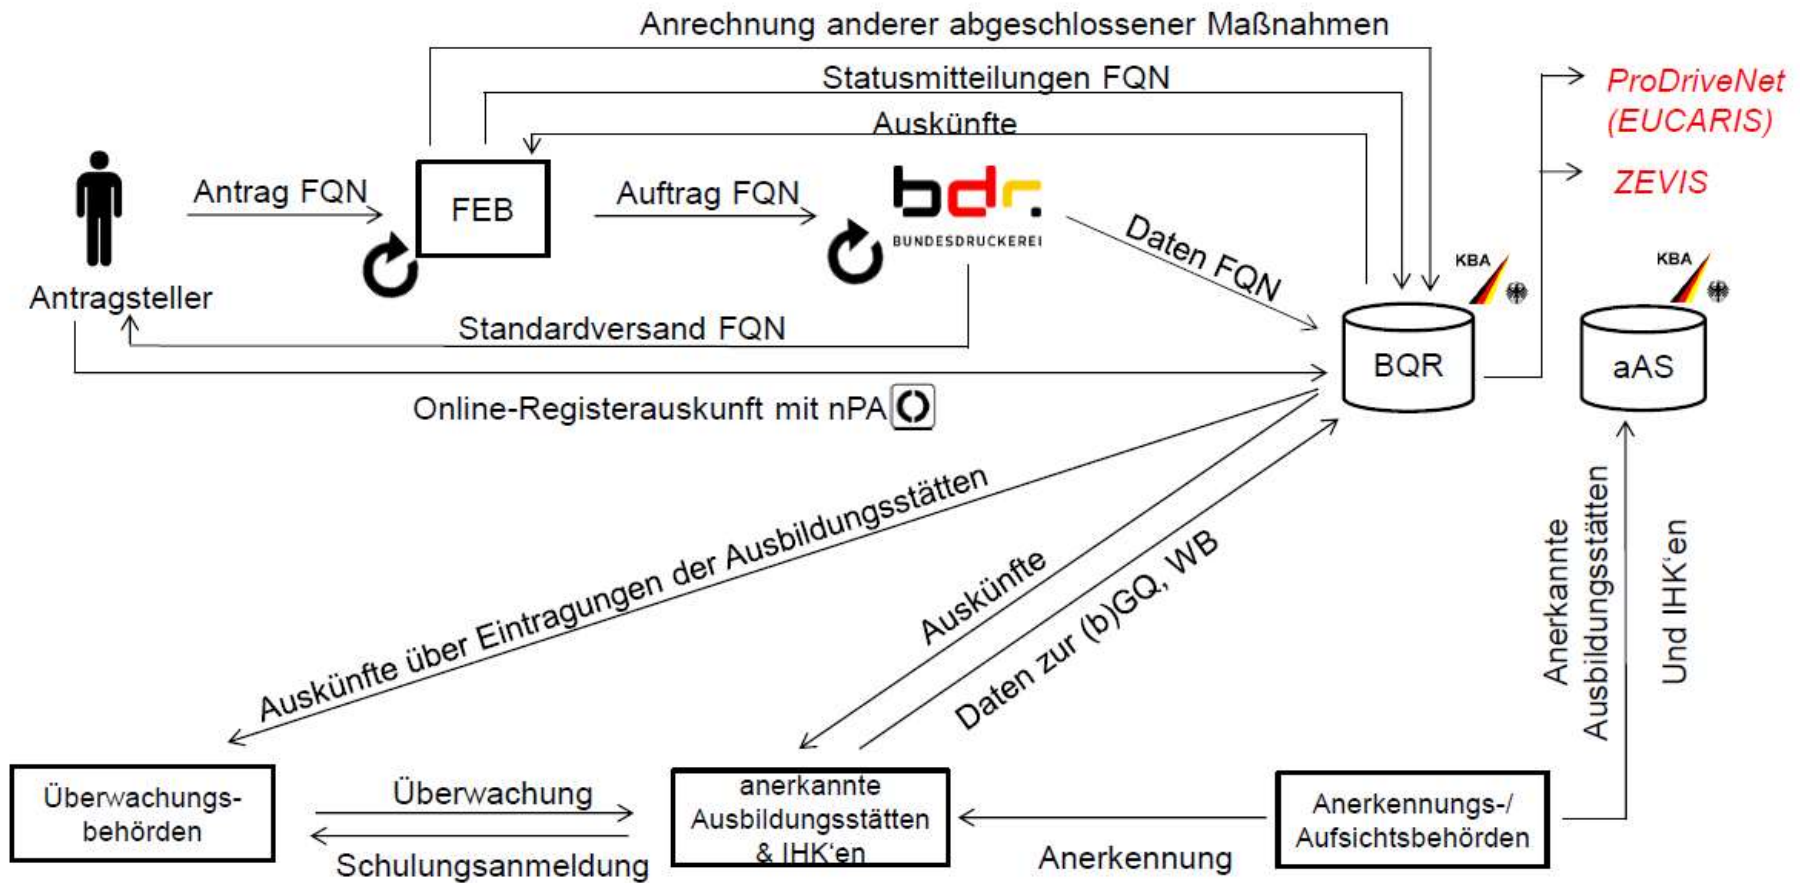 Anrechnung anderer abgeschlossener Maßnahmen
Statusmitteilungen FQN
Auskünfte
ProDriveNet
(EUCARIS)
ZEVIS
Antrag FQN
FEB
Auftrag FQN
bdr.
BUNDESDRUCKEREI
Daten FQN
KBA
KBA
Antragsteller
Standardversand FQN
BQR
aAS
Online-Registerauskunft mit nPA
Auskünfte über Eintragungen der Ausbildungsstätten
Auskünfte
Daten zur (b)GQ, WB
Anerkannte
Ausbildungsstätten
Und IHK‘en
Überwachungs-
behörden
Überwachung
Schulungsanmeldung
anerkannte
Ausbildungsstätten
& IHK‘en
Anerkennung
Anerkennungs-/
Aufsichtsbehörden